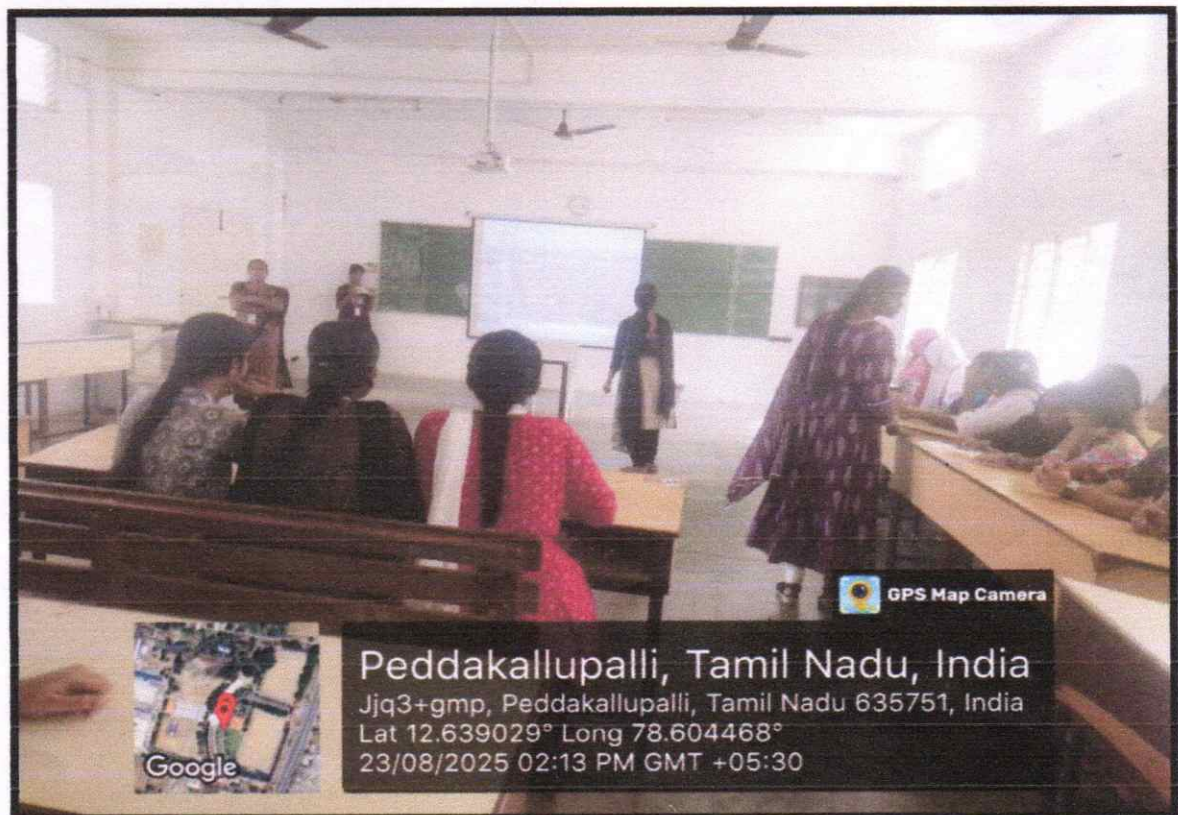 GPS Map Camera
Peddakallupalli, Tamil Nadu, India
Jjq3+gmp, Peddakallupalli, Tamil Nadu 635751, India
Lat 12.639029° Long 78.604468°
23/08/2025 02:13 PM GMT +05:30
Google